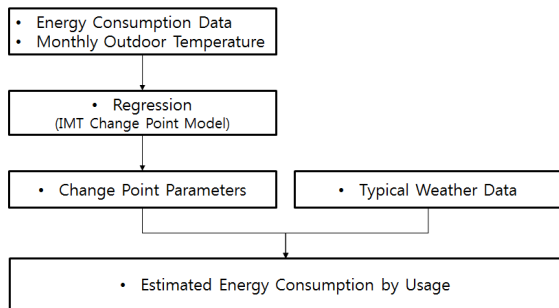 • Energy Consumption Data
• Monthly Outdoor Temperature
• Regression
(IMT Change Point Model)
• Change Point Parameters
• Typical Weather Data
• Estimated Energy Consumption by Usage